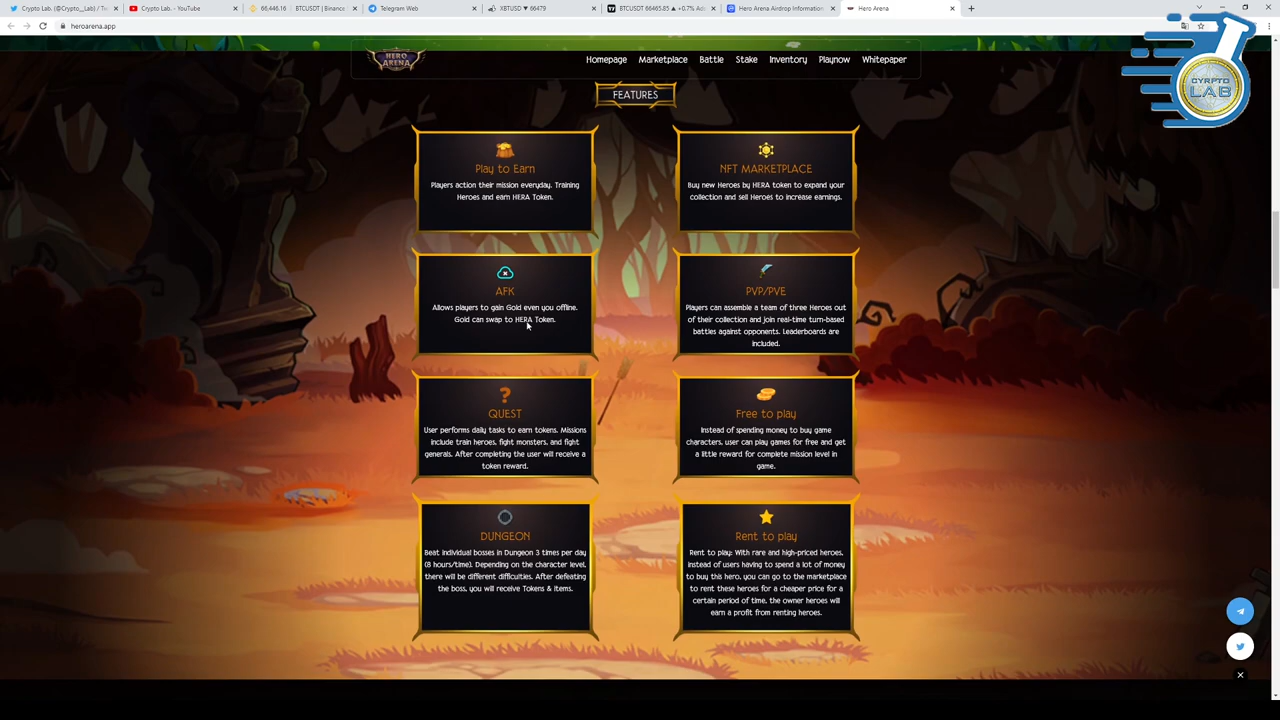 Crypto Lab. (@Crypto__Lab) / T
Crypto Lab. - YouTube
66,446.16 | BTCUSDT | Binance
Telegram Web
XBTUSD ▼ 66479
BTCUSDT 66465.85 ▲ +0.7%
Hero Arena Airdrop Information
Hero Arena
heroarena.app
HERO ARENA
Homepage
Marketplace
Battle
Stake
Inventory
Playnow
Whitepaper
CYRPTO
LAB
FEATURES
Play to Earn
Players action their mission everyday. Training
Heroes and earn HERA Token.
NFT MARKETPLACE
Buy new Heroes by HERA token to expand your
collection and sell Heroes to increase earnings.
AFK
Allows players to gain Gold even you offline.
Gold can swap to HERA Token.
PVP/PVE
Players can assemble a team of three Heroes out
of their collection and join real-time turn-based
battles against opponents. Leaderboards are
included.
QUEST
User performs daily tasks to earn tokens. Missions
include train heroes, fight monsters, and fight
generals. After completing the user will receive a
token reward.
Free to play
Instead of spending money to buy game
characters, user can play games for free and get
a little reward for complete mission level in
game.
DUNGEON
Beat individual bosses in Dungeon 3 times per day
(8 hours/time). Depending on the character level,
there will be different difficulties. After defeating
the boss, you will receive Tokens & Items.
Rent to play
Rent to play: With rare and high-priced heroes,
instead of users having to spend a lot of money
to buy this hero, you can go to the marketplace
to rent these heroes for a cheaper price for a
certain period of time, the owner heroes will
earn a profit from renting heroes.